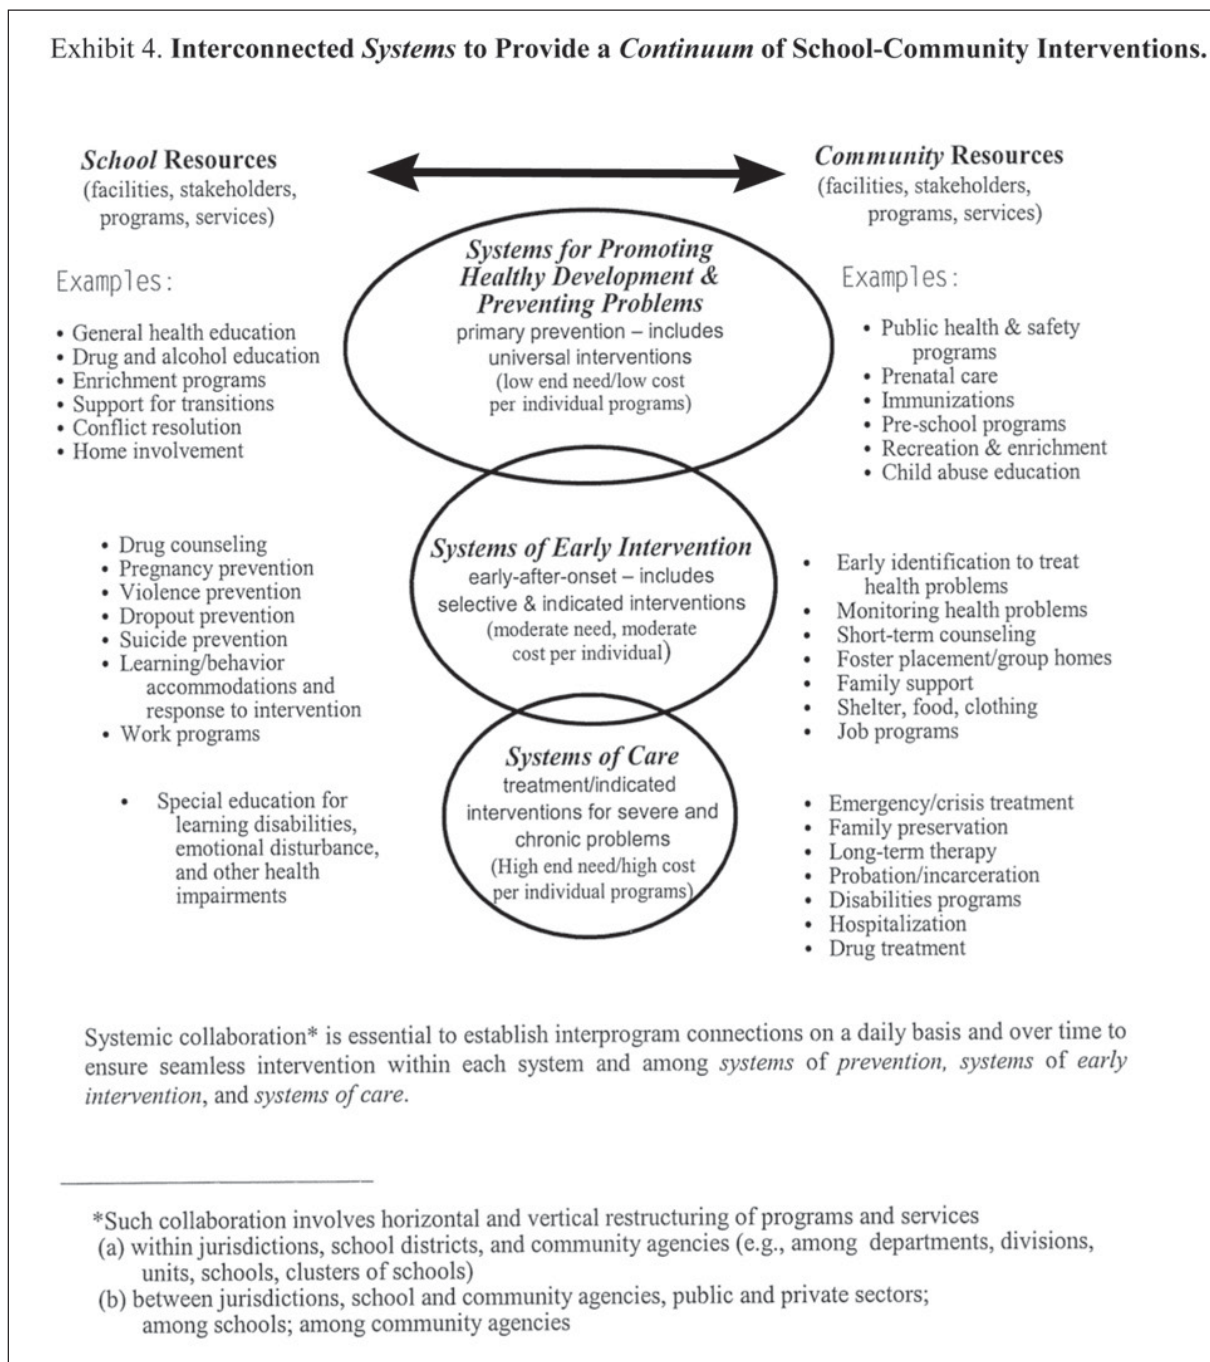 Exhibit 4. Interconnected Systems to Provide a Continuum of School-Community Interventions.
School Resources
(facilities, stakeholders,
programs, services)
Community Resources
(facilities, stakeholders,
programs, services)
Examples:
• General health education
• Drug and alcohol education
• Enrichment programs
• Support for transitions
• Conflict resolution
• Home involvement
Systems for Promoting
Healthy Development &
Preventing Problems
primary prevention – includes
universal interventions
(low end need/low cost
per individual programs)
Examples:
• Public health & safety
programs
• Prenatal care
• Immunizations
• Pre-school programs
• Recreation & enrichment
• Child abuse education
• Drug counseling
• Pregnancy prevention
• Violence prevention
• Dropout prevention
• Suicide prevention
• Learning/behavior
accommodations and
response to intervention
• Work programs
Systems of Early Intervention
early-after-onset – includes
selective & indicated interventions
(moderate need, moderate
cost per individual)
• Early identification to treat
health problems
• Monitoring health problems
• Short-term counseling
• Foster placement/group homes
• Family support
• Shelter, food, clothing
• Job programs
• Special education for
learning disabilities,
emotional disturbance,
and other health
impairments
Systems of Care
treatment/indicated
interventions for severe and
chronic problems
(High end need/high cost
per individual programs)
• Emergency/crisis treatment
• Family preservation
• Long-term therapy
• Probation/incarceration
• Disabilities programs
• Hospitalization
• Drug treatment
Systemic collaboration* is essential to establish interprogram connections on a daily basis and over time to
ensure seamless intervention within each system and among systems of prevention, systems of early
intervention, and systems of care.
*Such collaboration involves horizontal and vertical restructuring of programs and services
(a) within jurisdictions, school districts, and community agencies (e.g., among departments, divisions,
units, schools, clusters of schools)
(b) between jurisdictions, school and community agencies, public and private sectors;
among schools; among community agencies